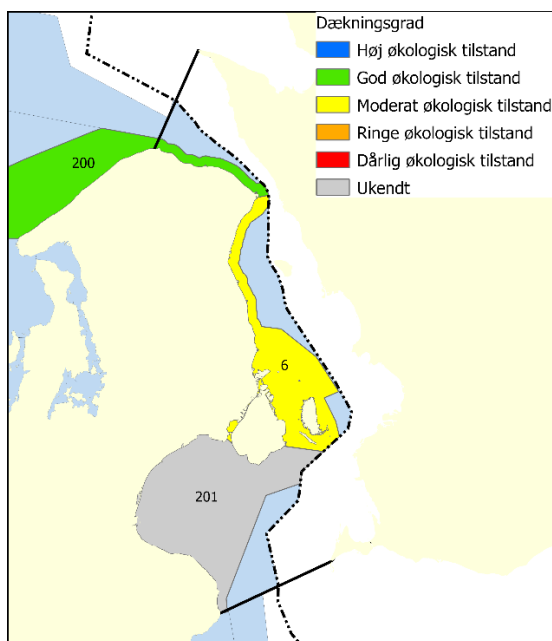 Dækningsgrad
Høj økologisk tilstand
God økologisk tilstand
Moderat økologisk tilstand
Ringe økologisk tilstand
Dårlig økologisk tilstand
Ukendt
200
6
201